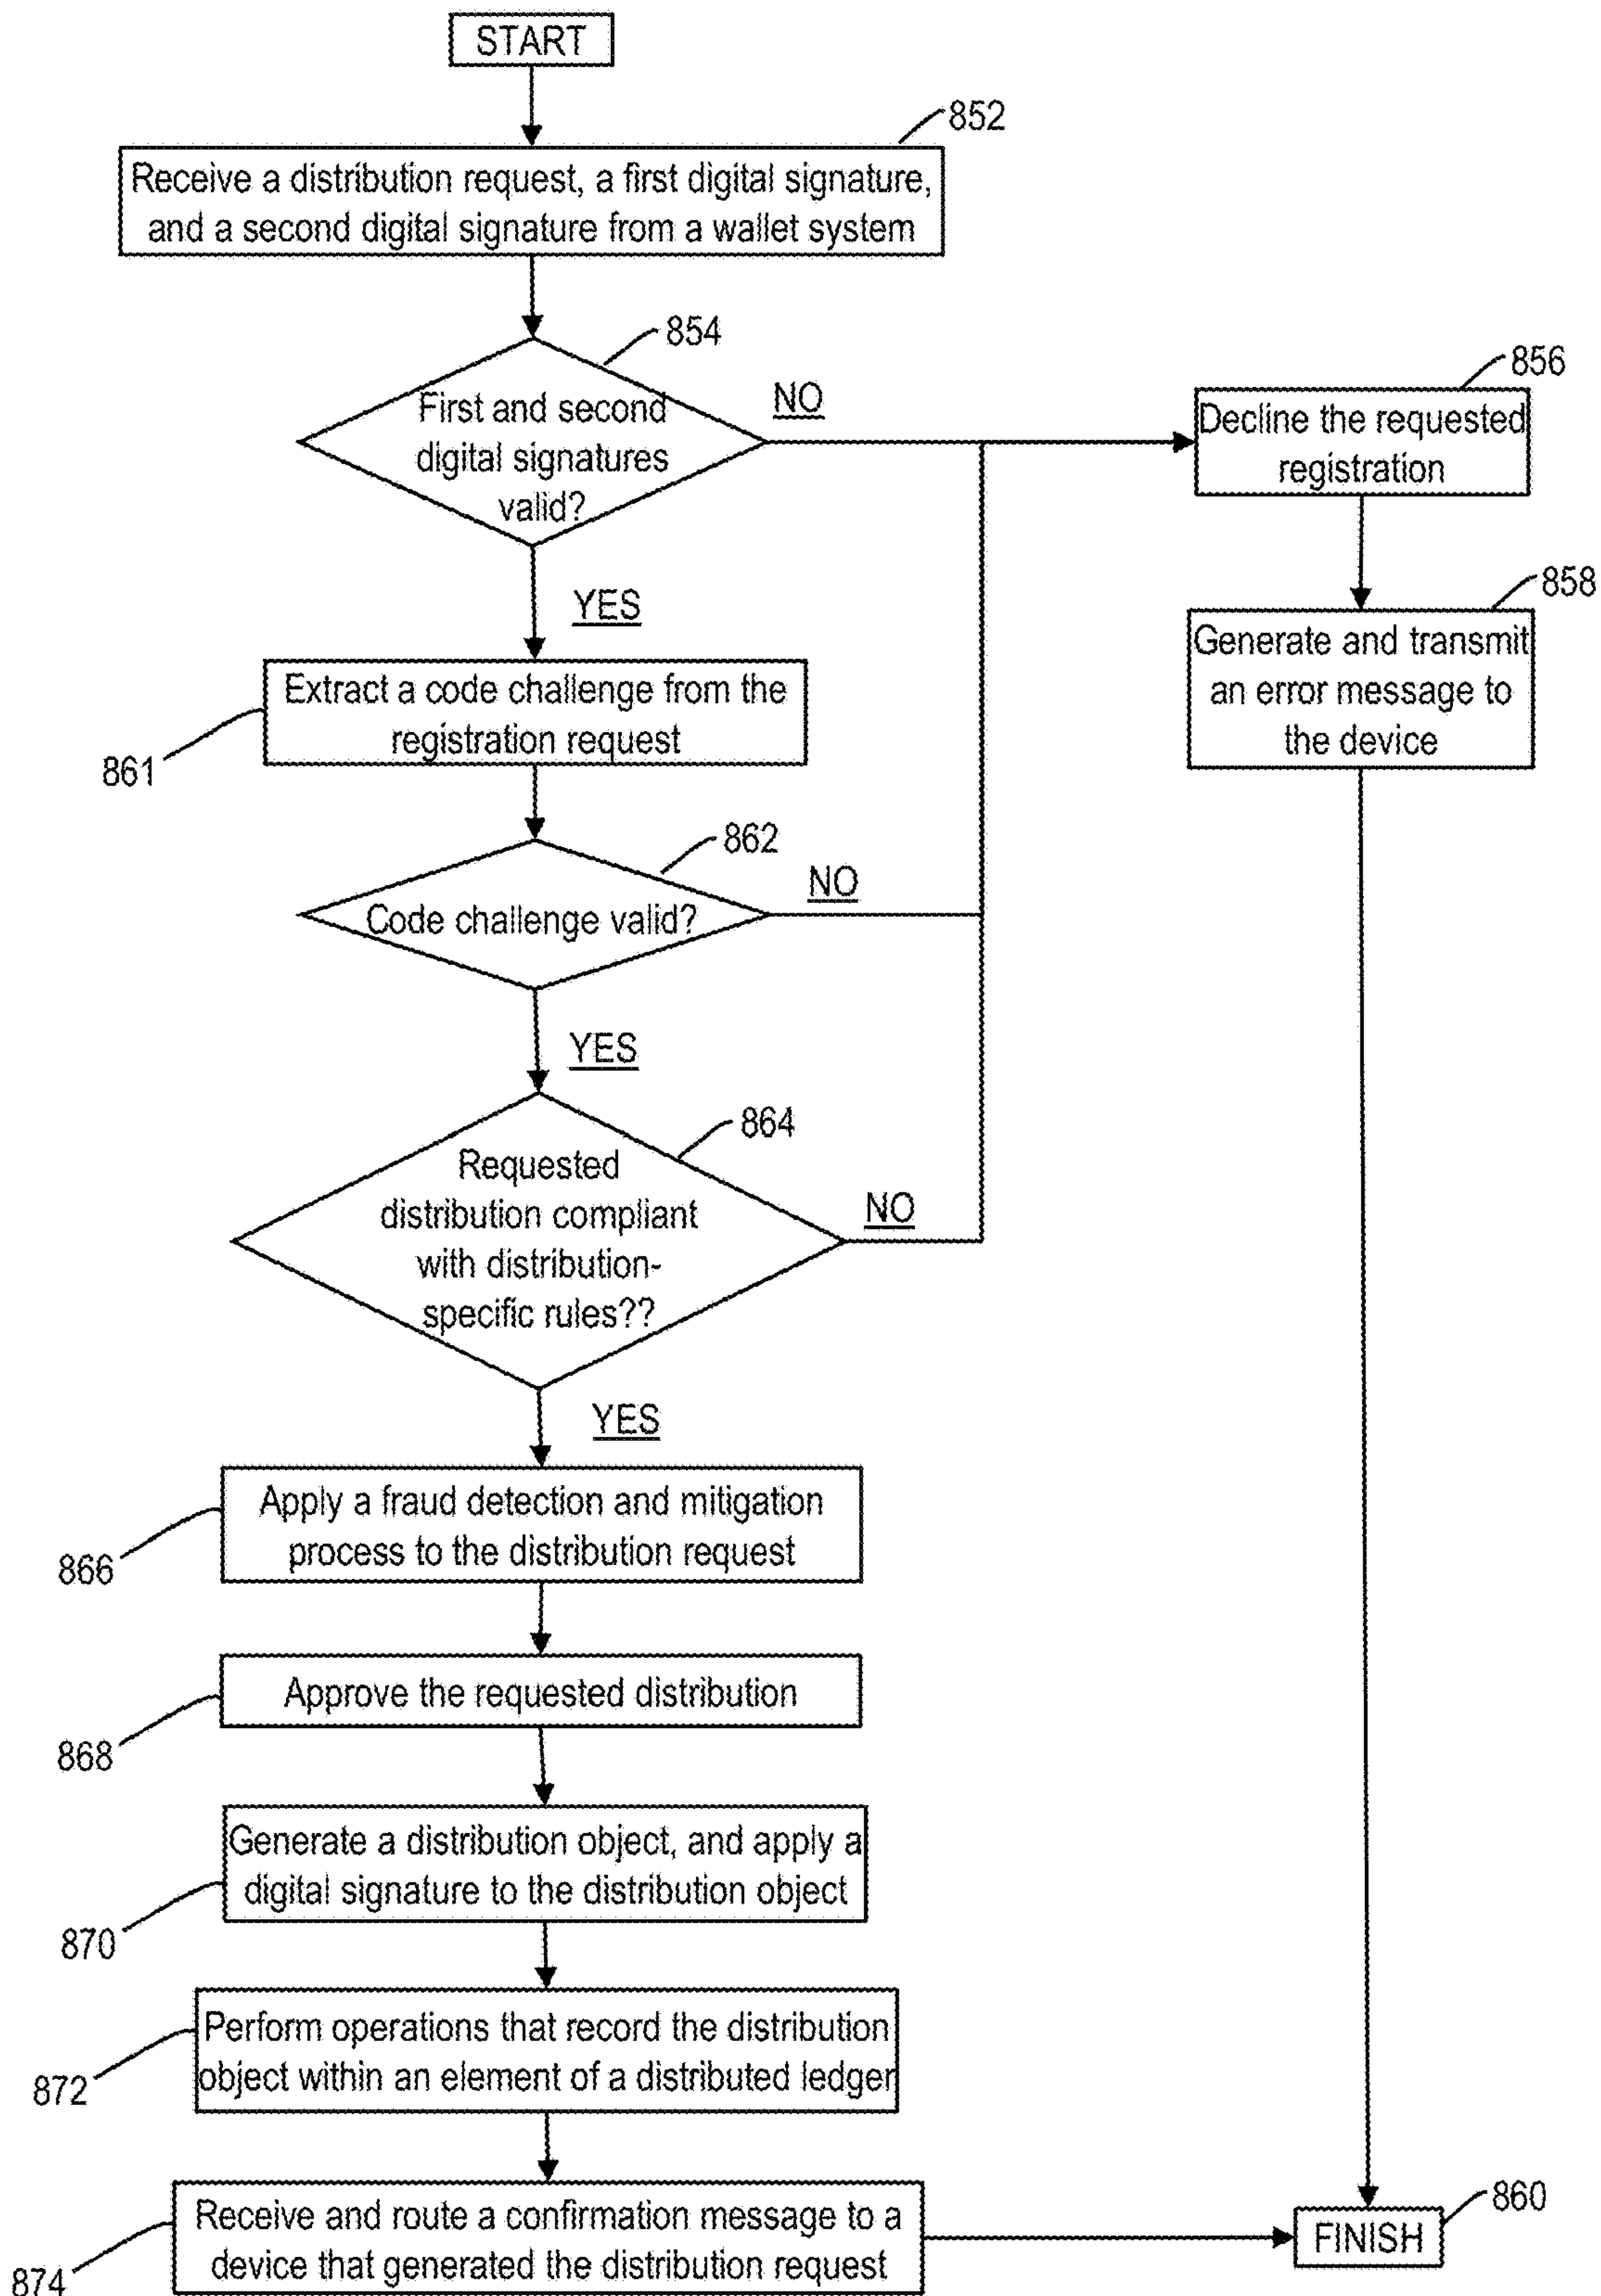 START
852
Receive a distribution request, a first digital signature,
and a second digital signature from a wallet system
854
First and second
digital signatures
valid?
NO
856
Decline the requested
registration
858
Generate and transmit
an error message to
the device
YES
Extract a code challenge from the
registration request
861
862
Code challenge valid?
NO
YES
864
Requested
distribution compliant
with distribution-
specific rules??
NO
YES
Apply a fraud detection and mitigation
process to the distribution request
866
Approve the requested distribution
868
Generate a distribution object, and apply a
digital signature to the distribution object
870
Perform operations that record the distribution
object within an element of a distributed ledger
872
Receive and route a confirmation message to a
device that generated the distribution request
874
860
FINISH